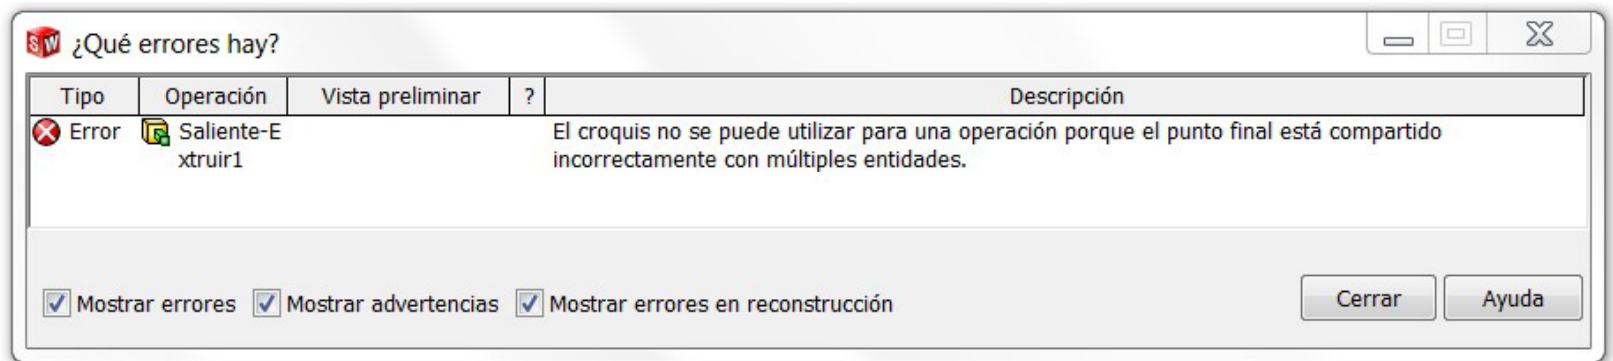 SW ¿Qué errores hay?
Tipo Operación Vista preliminar ? Descripción
Error Saliente-E El croquis no se puede utilizar para una operación porque el punto final está compartido
xtruir1 incorrectamente con múltiples entidades.
Mostrar errores Mostrar advertencias Mostrar errores en reconstrucción Cerrar Ayuda